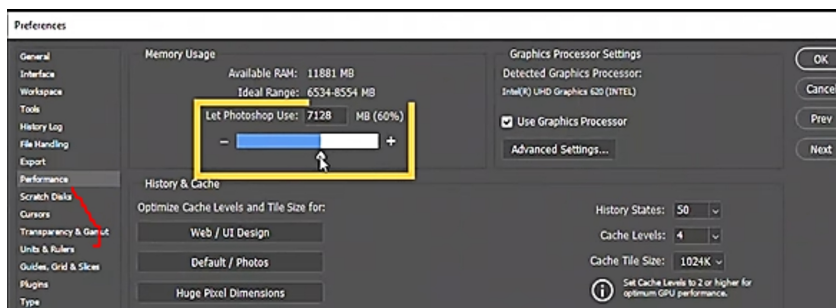 Preferences
General
Interface
Workspace
Tools
History Log
File Handling
Export
Performance
Scratch Disks
Cursors
Transparency & Gamut
Units & Rulers
Guides, Grid & Slices
Plugins
Type
Memory Usage
Available RAM: 11881 MB
Ideal Range: 6534-8554 MB
Let Photoshop Use: 7128 MB (60%)
- +
Graphics Processor Settings
Detected Graphics Processor:
Intel(R) UHD Graphics 620 (INTEL)
Use Graphics Processor
Advanced Settings...
OK
Cance
Prev
Next
History & Cache
Optimize Cache Levels and Tile Size for:
Web / UI Design
Default / Photos
Huge Pixel Dimensions
History States: 50
Cache Levels: 4
Cache Tile Size: 1024K
Set Cache Levels to 2 or higher for
optimum GPU performance.